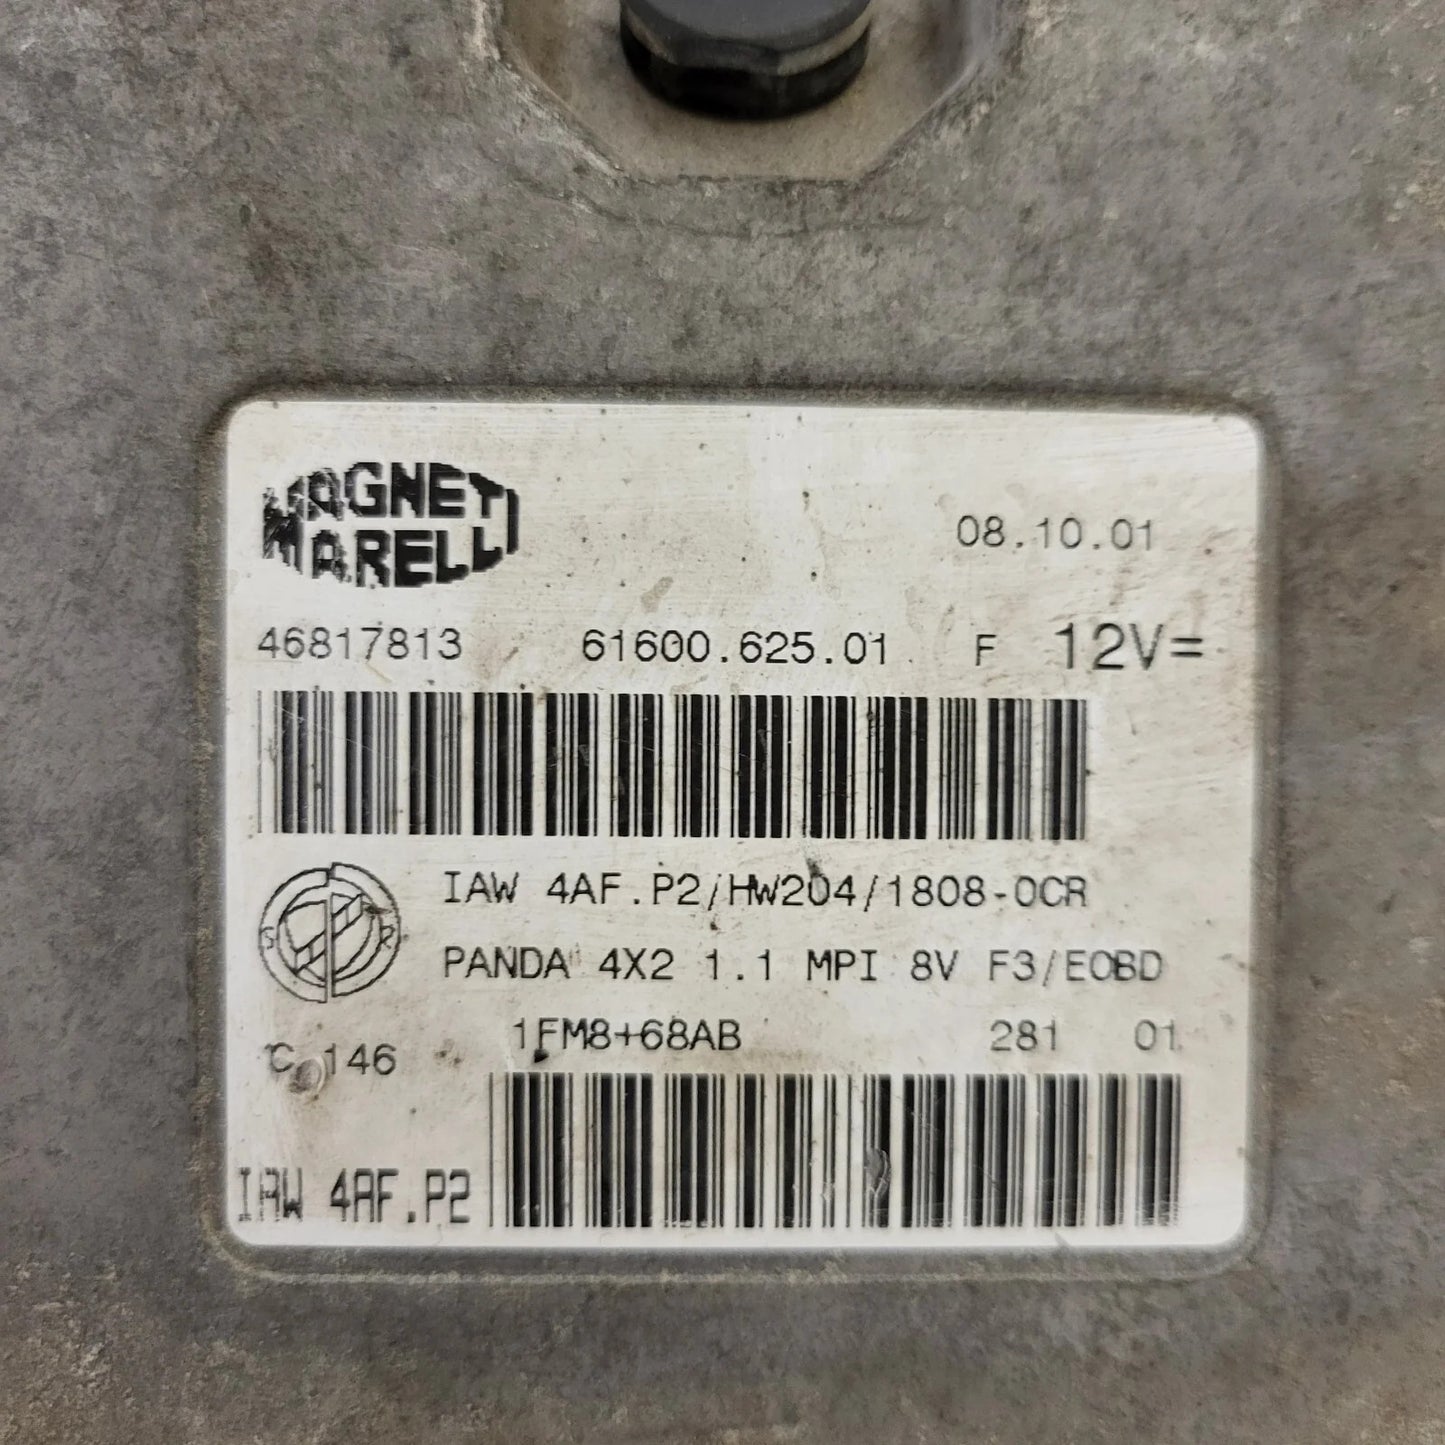 MAGNETI
MARELLI
08.10.01
46817813 61600.625.01 F 12V=
IAW 4AF.P2/HW204/1808-0CR
S R
PANDA 4X2 1.1 MPI 8V F3/EOBD
1FM8+68AB 281 01
C. 146
IAW 4AF.P2